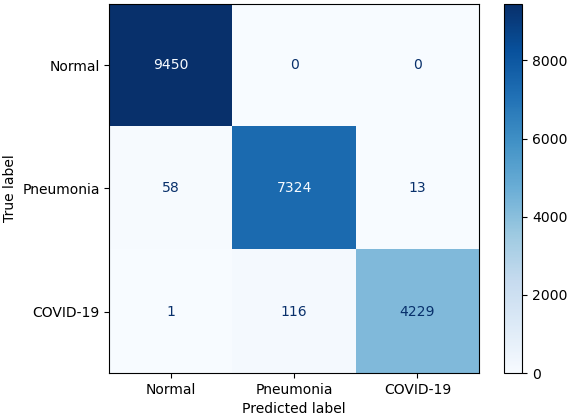 Normal 9450 0 0
Pneumonia 58 7324 13
COVID-19 1 116 4229
Normal Pneumonia COVID-19
Predicted label
True label
8000
6000
4000
2000
0